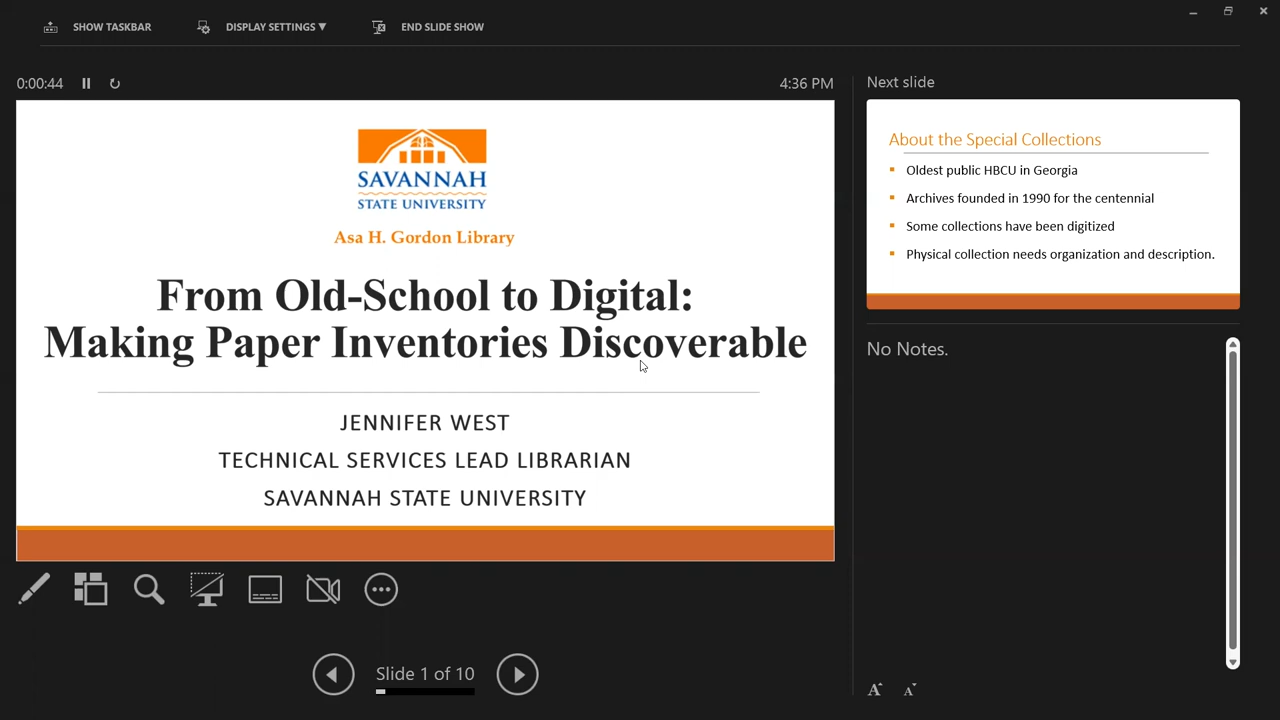 SHOW TASKBAR
DISPLAY SETTINGS ▼
END SLIDE SHOW
0:00:44
4:36 PM
SAVANNAH
STATE UNIVERSITY
Asa H. Gordon Library
From Old-School to Digital:
Making Paper Inventories Discoverable
JENNIFER WEST
TECHNICAL SERVICES LEAD LIBRARIAN
SAVANNAH STATE UNIVERSITY
Slide 1 of 10
Next slide
About the Special Collections
▪ Oldest public HBCU in Georgia
▪ Archives founded in 1990 for the centennial
▪ Some collections have been digitized
▪ Physical collection needs organization and description.
No Notes.
A A